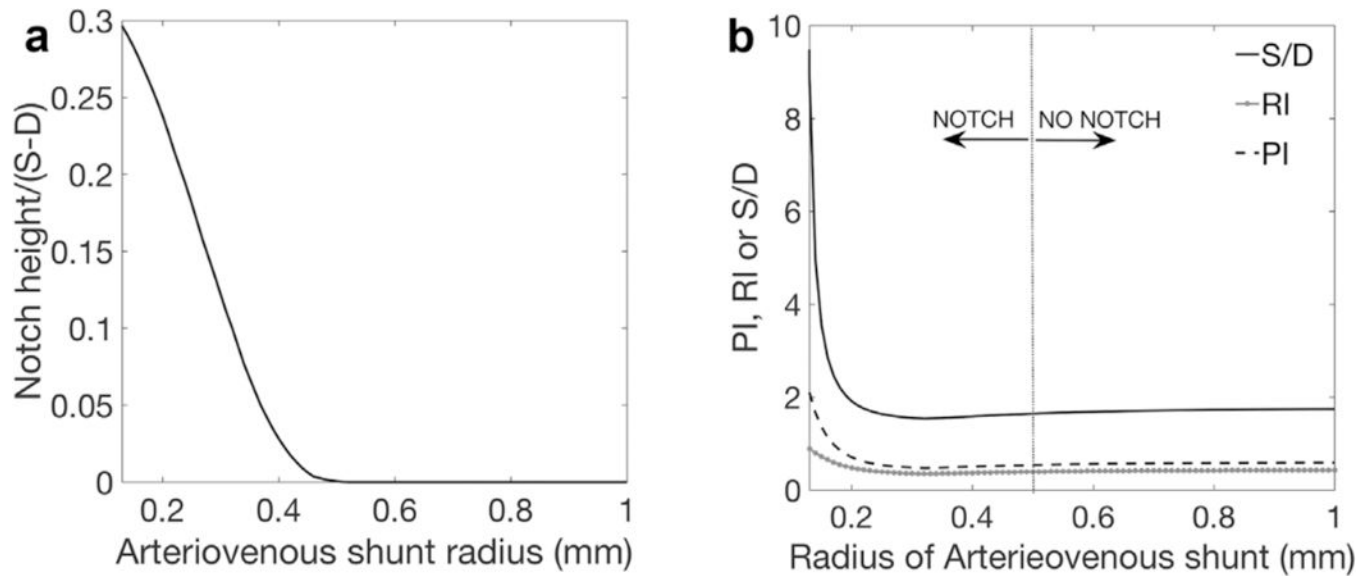 a
Notch height/(S-D)
0.3
0.25
0.2
0.15
0.1
0.05
0
0.2
0.4
0.6
0.8
1
Arteriovenous shunt radius (mm)
b
PI, RI or S/D
10
8
6
4
2
0
S/D
RI
PI
NOTCH
NO NOTCH
0.2
0.4
0.6
0.8
1
Radius of Arterieovenous shunt (mm)